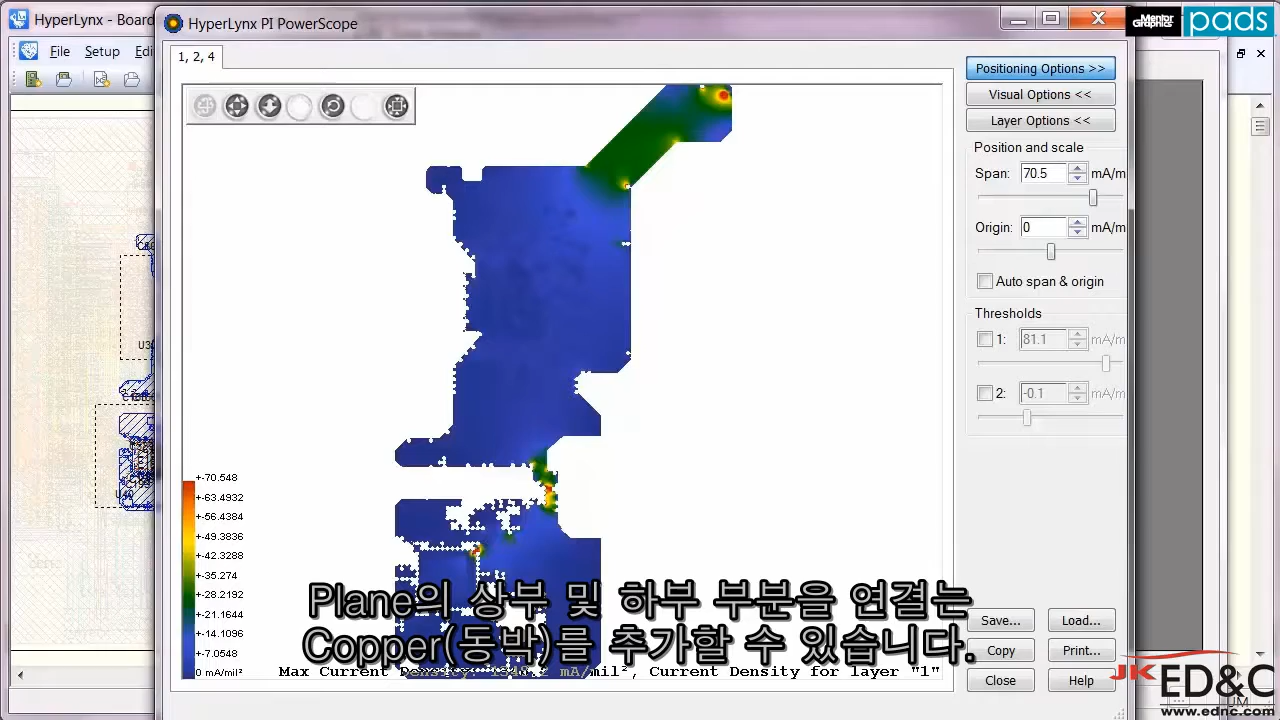 HyperLynx - Board
HyperLynx PI PowerScope
Mentor Graphics
pads
File Setup
1, 2, 4
Positioning Options >>
Visual Options <<
Layer Options <<
Position and scale
Span: 70.5 mA/m
Origin: 0 mA/m
Auto span & origin
Thresholds
1: 81.1 mA/m
2: -0.1 mA/m
+-70.548
+-63.4932
+-56.4384
+-49.3836
+-42.3288
+-35.274
+-28.2192
+-21.1644
+-14.1096
+-7.0548
0 mA/mil²
Plane의 상부 및 하부 부분을 연결는
Copper(동박)를 추가할 수 있습니다.
Max Current Density: mA/mil², Current Density for layer "1"
Save... Load...
Copy Print...
Close Help
JK ED&C
www.ednc.com